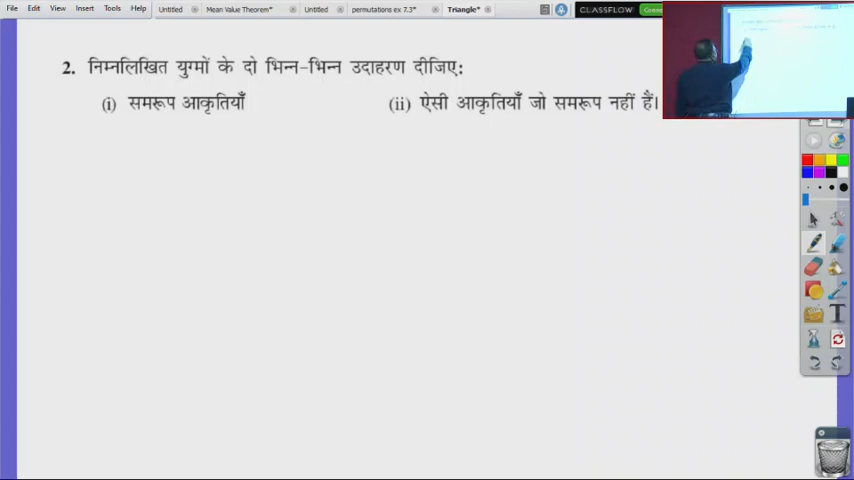 File Edit View Insert Tools Help Untitled Mean Value Theorem* Untitled permutations ex 7.3* Triangle* CLASSFLOW
2. निम्नलिखित युग्मों के दो भिन्न-भिन्न उदाहरण दीजिए:
(i) समरूप आकृतियाँ (ii) ऐसी आकृतियाँ जो समरूप नहीं हैं।